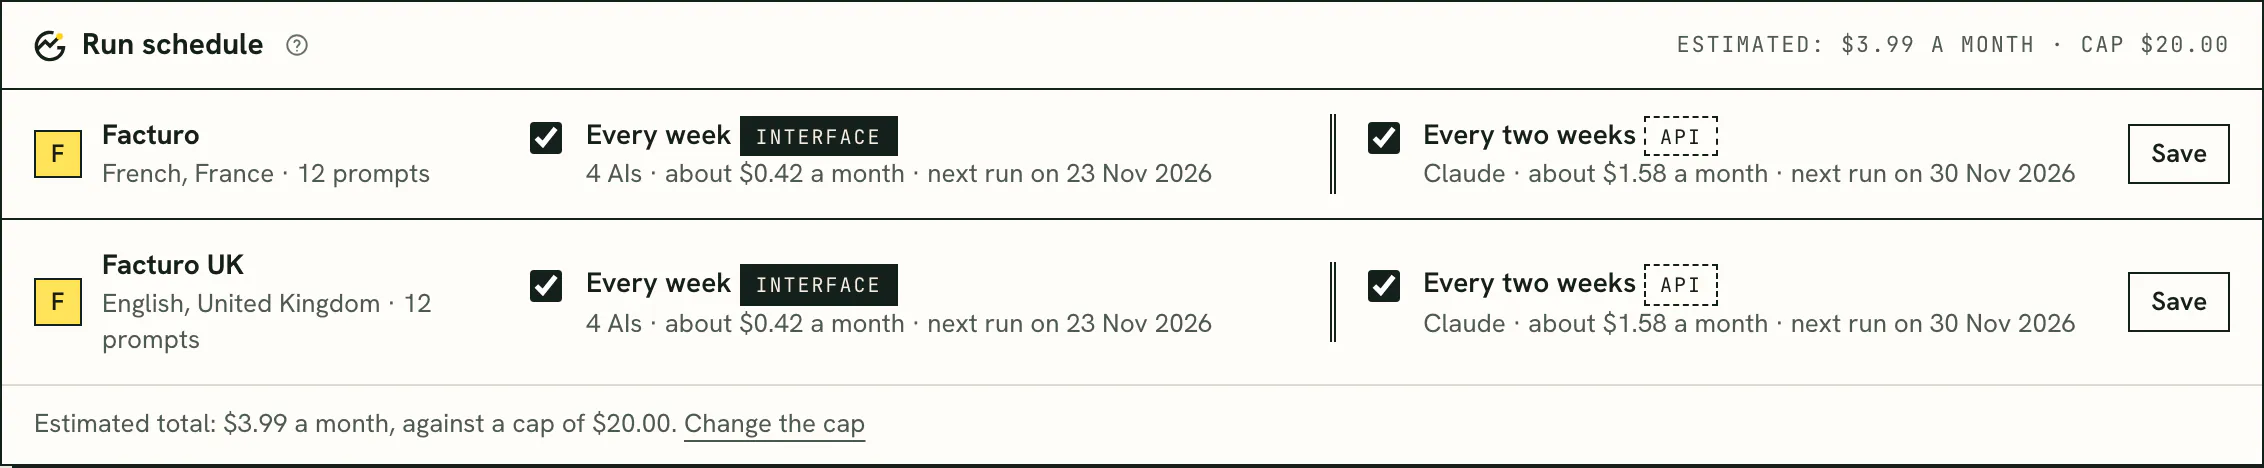 Run schedule ?
ESTIMATED: $3.99 A MONTH · CAP $20.00
F
Facturo
French, France · 12 prompts
Every week INTERFACE
4 AIs · about $0.42 a month · next run on 23 Nov 2026
Every two weeks API
Claude · about $1.58 a month · next run on 30 Nov 2026
Save
F
Facturo UK
English, United Kingdom · 12
prompts
Every week INTERFACE
4 AIs · about $0.42 a month · next run on 23 Nov 2026
Every two weeks API
Claude · about $1.58 a month · next run on 30 Nov 2026
Save
Estimated total: $3.99 a month, against a cap of $20.00. Change the cap